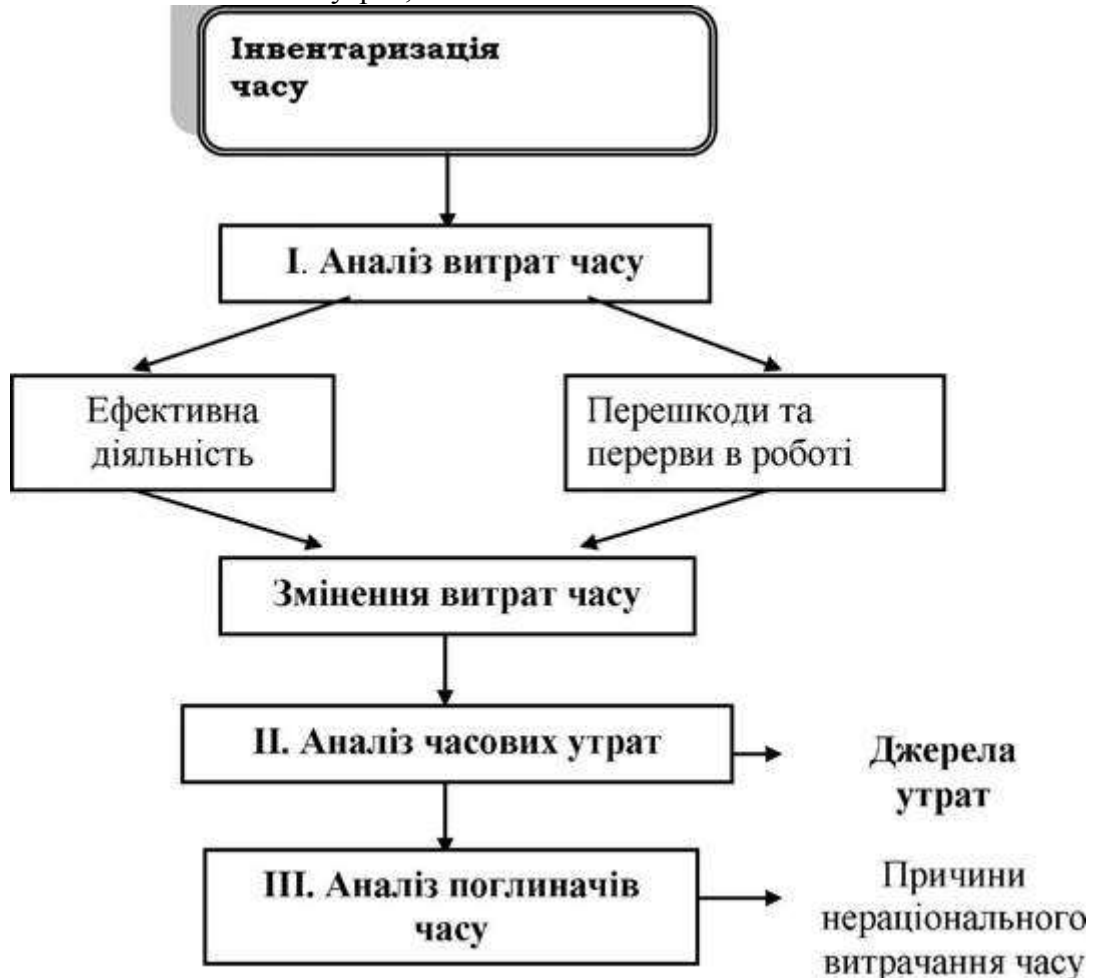 Інвентаризація
часу
І. Аналіз витрат часу
Ефективна
діяльність
Перешкоди та
перерви в роботі
Змінення витрат часу
ІІ. Аналіз часових утрат
Джерела
утрат
ІІІ. Аналіз поглиначів
часу
Причини
нераціонального
витрачання часу